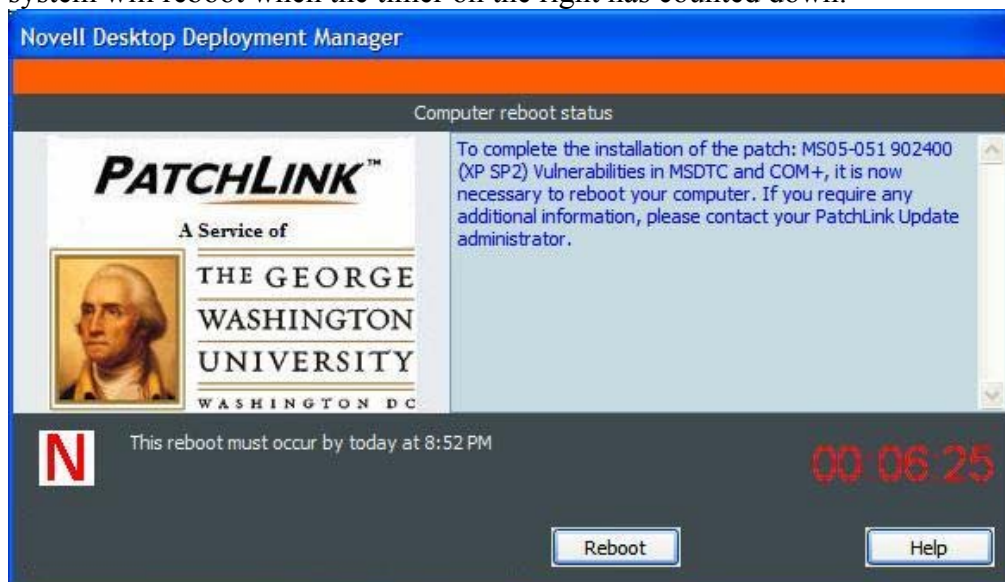 system will reboot when the timer on the right has counted down.
Novell Desktop Deployment Manager
Computer reboot status
PATCHLINK™
A Service of
THE GEORGE
WASHINGTON
UNIVERSITY
WASHINGTON DC
To complete the installation of the patch: MS05-051 902400
(XP SP2) Vulnerabilities in MSDTC and COM+, it is now
necessary to reboot your computer. If you require any
additional information, please contact your PatchLink Update
administrator.
N
This reboot must occur by today at 8:52 PM
00:06:25
Reboot
Help